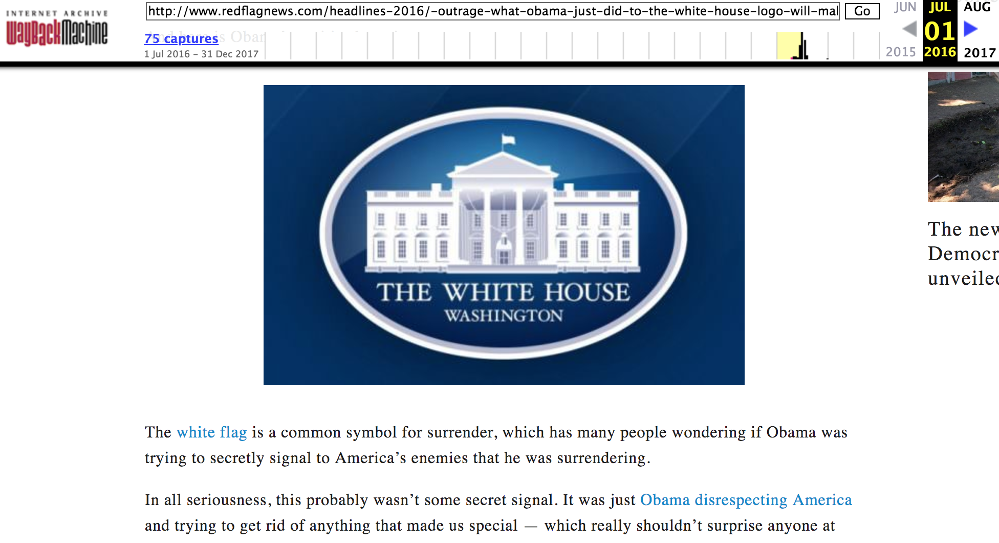 INTERNET ARCHIVE
WayBackMachine
http://www.redflagnews.com/headlines-2016/-outrage-what-obama-just-did-to-the-white-house-logo-will-mal
Go
JUN
JUL
AUG
75 captures
01
1 Jul 2016 – 31 Dec 2017
2015
2016
2017
THE WHITE HOUSE
WASHINGTON
The new
Democr
unveiled
The white flag is a common symbol for surrender, which has many people wondering if Obama was
trying to secretly signal to America’s enemies that he was surrendering.
In all seriousness, this probably wasn’t some secret signal. It was just Obama disrespecting America
and trying to get rid of anything that made us special — which really shouldn’t surprise anyone at